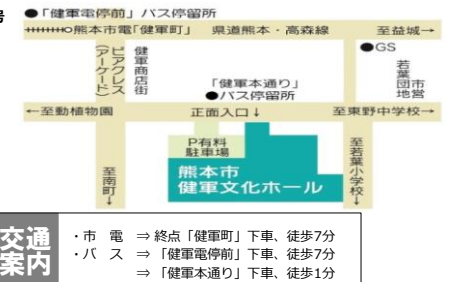 ●「健軍電停前」バス停留所
熊本市電「健軍町」 県道熊本・高森線 至益城→
ピアクレス
(アーケード)
健軍商店街
●GS
若葉団地
市営
「健軍本通り」
●バス停留所
←至動植物園 正面入口↓ 至東野中学校→
P有料
駐車場
至南町↓
至若葉小学校↓
熊本市
健軍文化ホール
交通
案内
・市 電 ⇒ 終点「健軍町」下車、徒歩7分
・バ ス ⇒ 「健軍電停前」下車、徒歩7分
⇒ 「健軍本通り」下車、徒歩1分